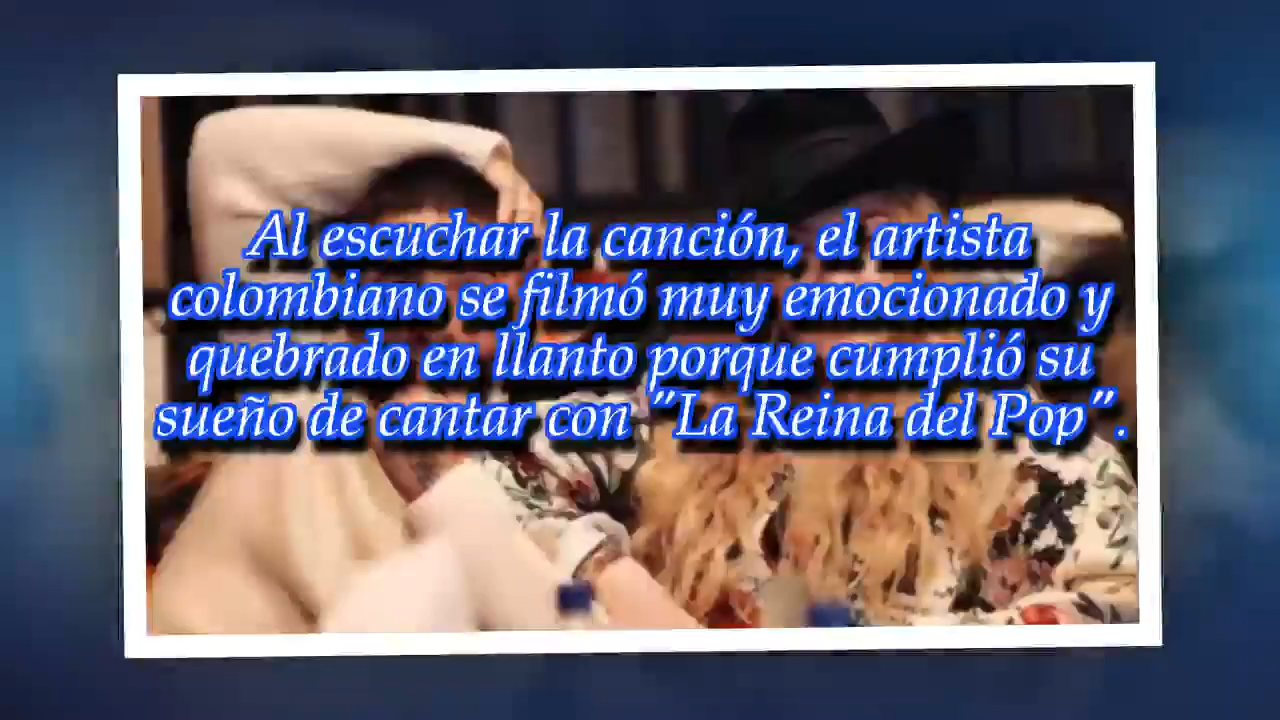 Al escuchar la canción, el artista
colombiano se filmó muy emocionado y
quebrado en llanto porque cumplió su
sueño de cantar con "La Reina del Pop".